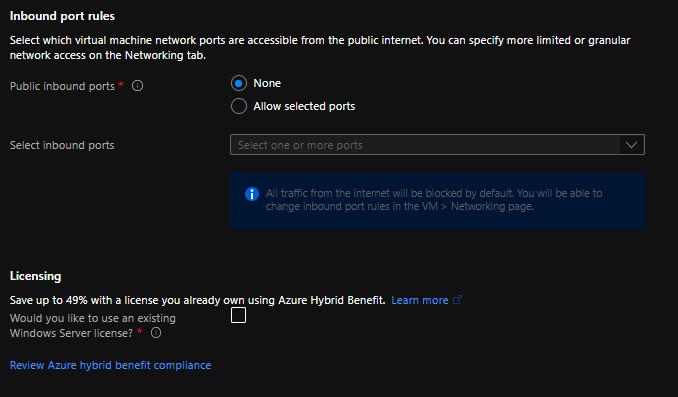 Inbound port rules
Select which virtual machine network ports are accessible from the public internet. You can specify more limited or granular
network access on the Networking tab.
Public inbound ports *
None
Allow selected ports
Select inbound ports
Select one or more ports
All traffic from the internet will be blocked by default. You will be able to
change inbound port rules in the VM > Networking page.
Licensing
Save up to 49% with a license you already own using Azure Hybrid Benefit. Learn more
Would you like to use an existing
Windows Server license? *
Review Azure hybrid benefit compliance